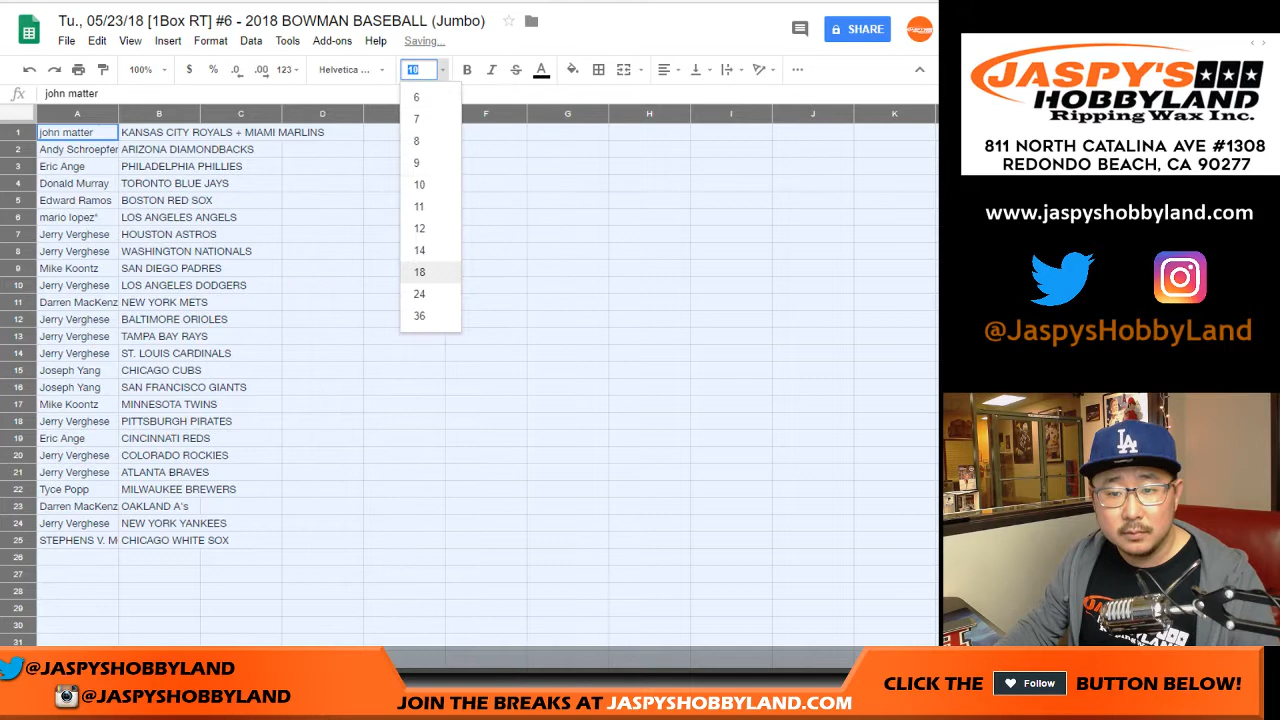 Tu., 05/23/18 [1Box RT] #6 - 2018 BOWMAN BASEBALL (Jumbo)
File Edit View Insert Format Data Tools Add-ons Help Saving...
SHARE
100% $ % .0 .00 123 Helvetica ... 10 B I S A
fx john matter
A B C D F G H I J K
1 john matter KANSAS CITY ROYALS + MIAMI MARLINS
2 Andy Schroepfer ARIZONA DIAMONDBACKS
3 Eric Ange PHILADELPHIA PHILLIES
4 Donald Murray TORONTO BLUE JAYS
5 Edward Ramos BOSTON RED SOX
6 mario lopez* LOS ANGELES ANGELS
7 Jerry Verghese HOUSTON ASTROS
8 Jerry Verghese WASHINGTON NATIONALS
9 Mike Koontz SAN DIEGO PADRES
10 Jerry Verghese LOS ANGELES DODGERS
11 Darren MacKenz NEW YORK METS
12 Jerry Verghese BALTIMORE ORIOLES
13 Jerry Verghese TAMPA BAY RAYS
14 Jerry Verghese ST. LOUIS CARDINALS
15 Joseph Yang CHICAGO CUBS
16 Joseph Yang SAN FRANCISCO GIANTS
17 Mike Koontz MINNESOTA TWINS
18 Jerry Verghese PITTSBURGH PIRATES
19 Eric Ange CINCINNATI REDS
20 Jerry Verghese COLORADO ROCKIES
21 Jerry Verghese ATLANTA BRAVES
22 Tyce Popp MILWAUKEE BREWERS
23 Darren MacKenz OAKLAND A's
24 Jerry Verghese NEW YORK YANKEES
25 STEPHENS V. M CHICAGO WHITE SOX
26
27
28
29
30
31
6
7
8
9
10
11
12
14
18
24
36
JASPY'S
HOBBYLAND
Ripping Wax Inc.
811 NORTH CATALINA AVE #1308
REDONDO BEACH, CA 90277
www.jaspyshobbyland.com
@JaspysHobbyLand
LA
@JASPYSHOBBYLAND
@JASPYSHOBBYLAND
JOIN THE BREAKS AT JASPYSHOBBYLAND.COM
CLICK THE Follow BUTTON BELOW!